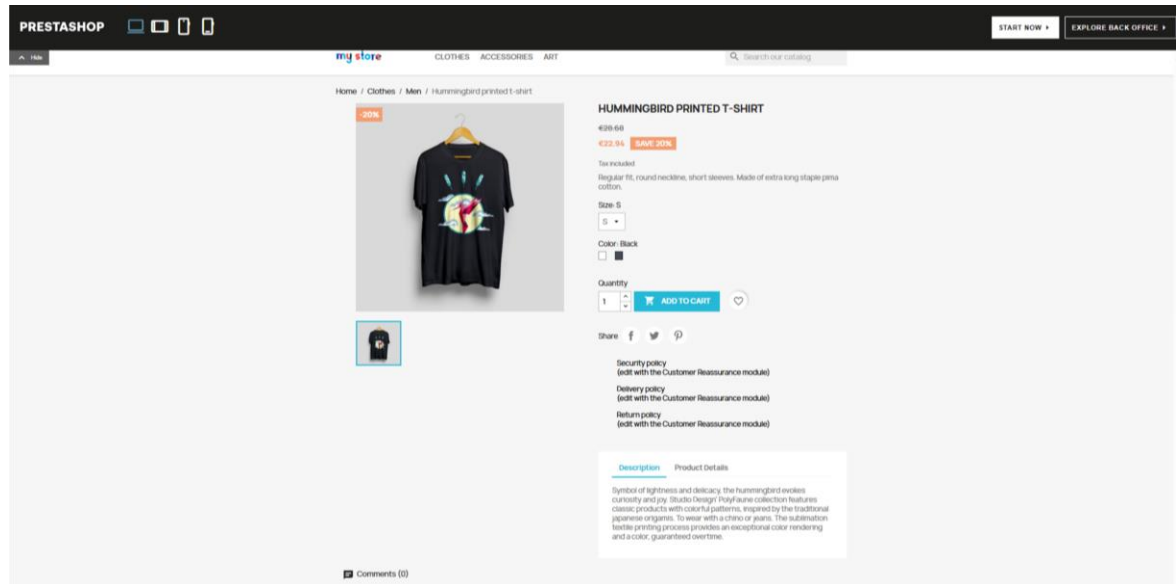 PRESTASHOP
START NOW
EXPLORE BACK OFFICE
Hide
my store
CLOTHES ACCESSORIES ART
Search our catalog
Home / Clothes / Men / Hummingbird printed t-shirt
-20%
HUMMINGBIRD PRINTED T-SHIRT
€28.68
€22.94 SAVE 20%
Tax included
Regular fit, round neckline, short sleeves. Made of extra long staple pima
cotton.
Size: S
S
Color: Black
Quantity
1 ADD TO CART
Share
Security policy
(edit with the Customer Reassurance module)
Delivery policy
(edit with the Customer Reassurance module)
Return policy
(edit with the Customer Reassurance module)
Description Product Details
Symbol of lightness and delicacy, the hummingbird evokes
curiosity and joy. Studio Design' PolyFaune collection features
classic products with colorful patterns, inspired by the traditional
japanese origamis. To wear with a chino or jeans. The sublimation
textile printing process provides an exceptional color rendering
and a color, guaranteed overtime.
Comments (0)